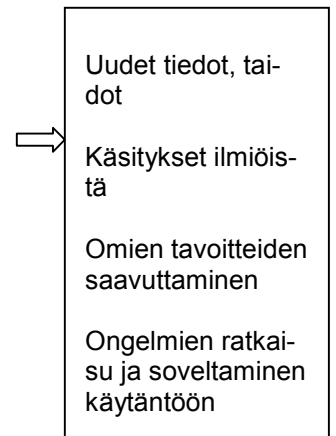 Uudet tiedot, tai-
dot
Käsitykset ilmiöis-
tä
Omien tavoitteiden
saavuttaminen
Ongelmien ratkai-
su ja soveltaminen
käytäntöön